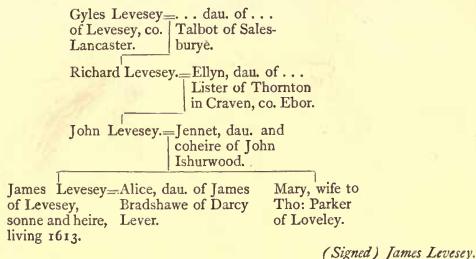 Gyles Levesey=. . . dau. of . . .
of Levesey, co. Talbot of Sales-
Lancaster. burye.
Richard Levesey.=Ellyn, dau. of . . .
Lister of Thornton
in Craven, co. Ebor.
John Levesey.=Jennet, dau. and
coheire of John
Ishurwood.
James Levesey=Alice, dau. of James Mary, wife to
of Levesey, Bradshawe of Darcy Tho: Parker
sonne and heire, Lever. of Loveley.
living 1613.
(Signed) James Levesey.